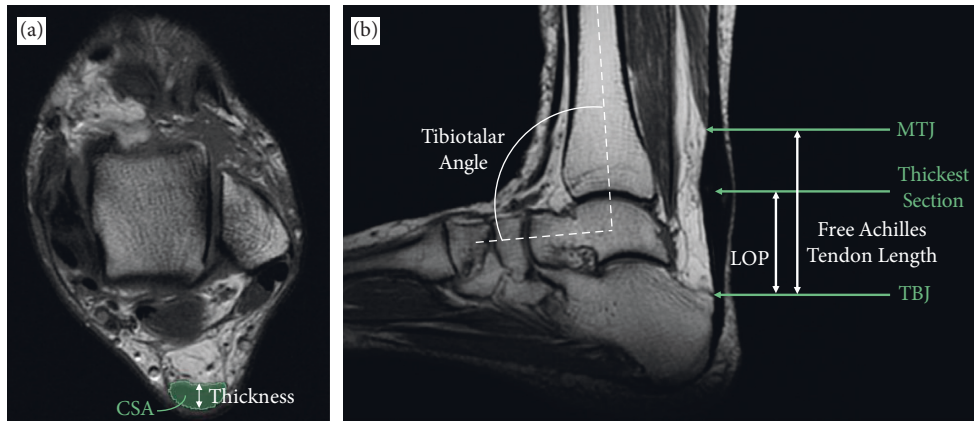 (a)
Thickness
CSA
(b)
Tibiotalar
Angle
MTJ
Thickest
Section
Free Achilles
Tendon Length
LOP
TBJ